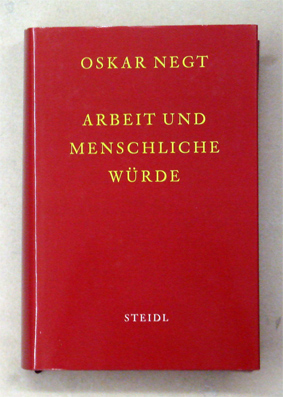 OSKAR NEGT
ARBEIT UND
MENSCHLICHE
WÜRDE
STEIDL